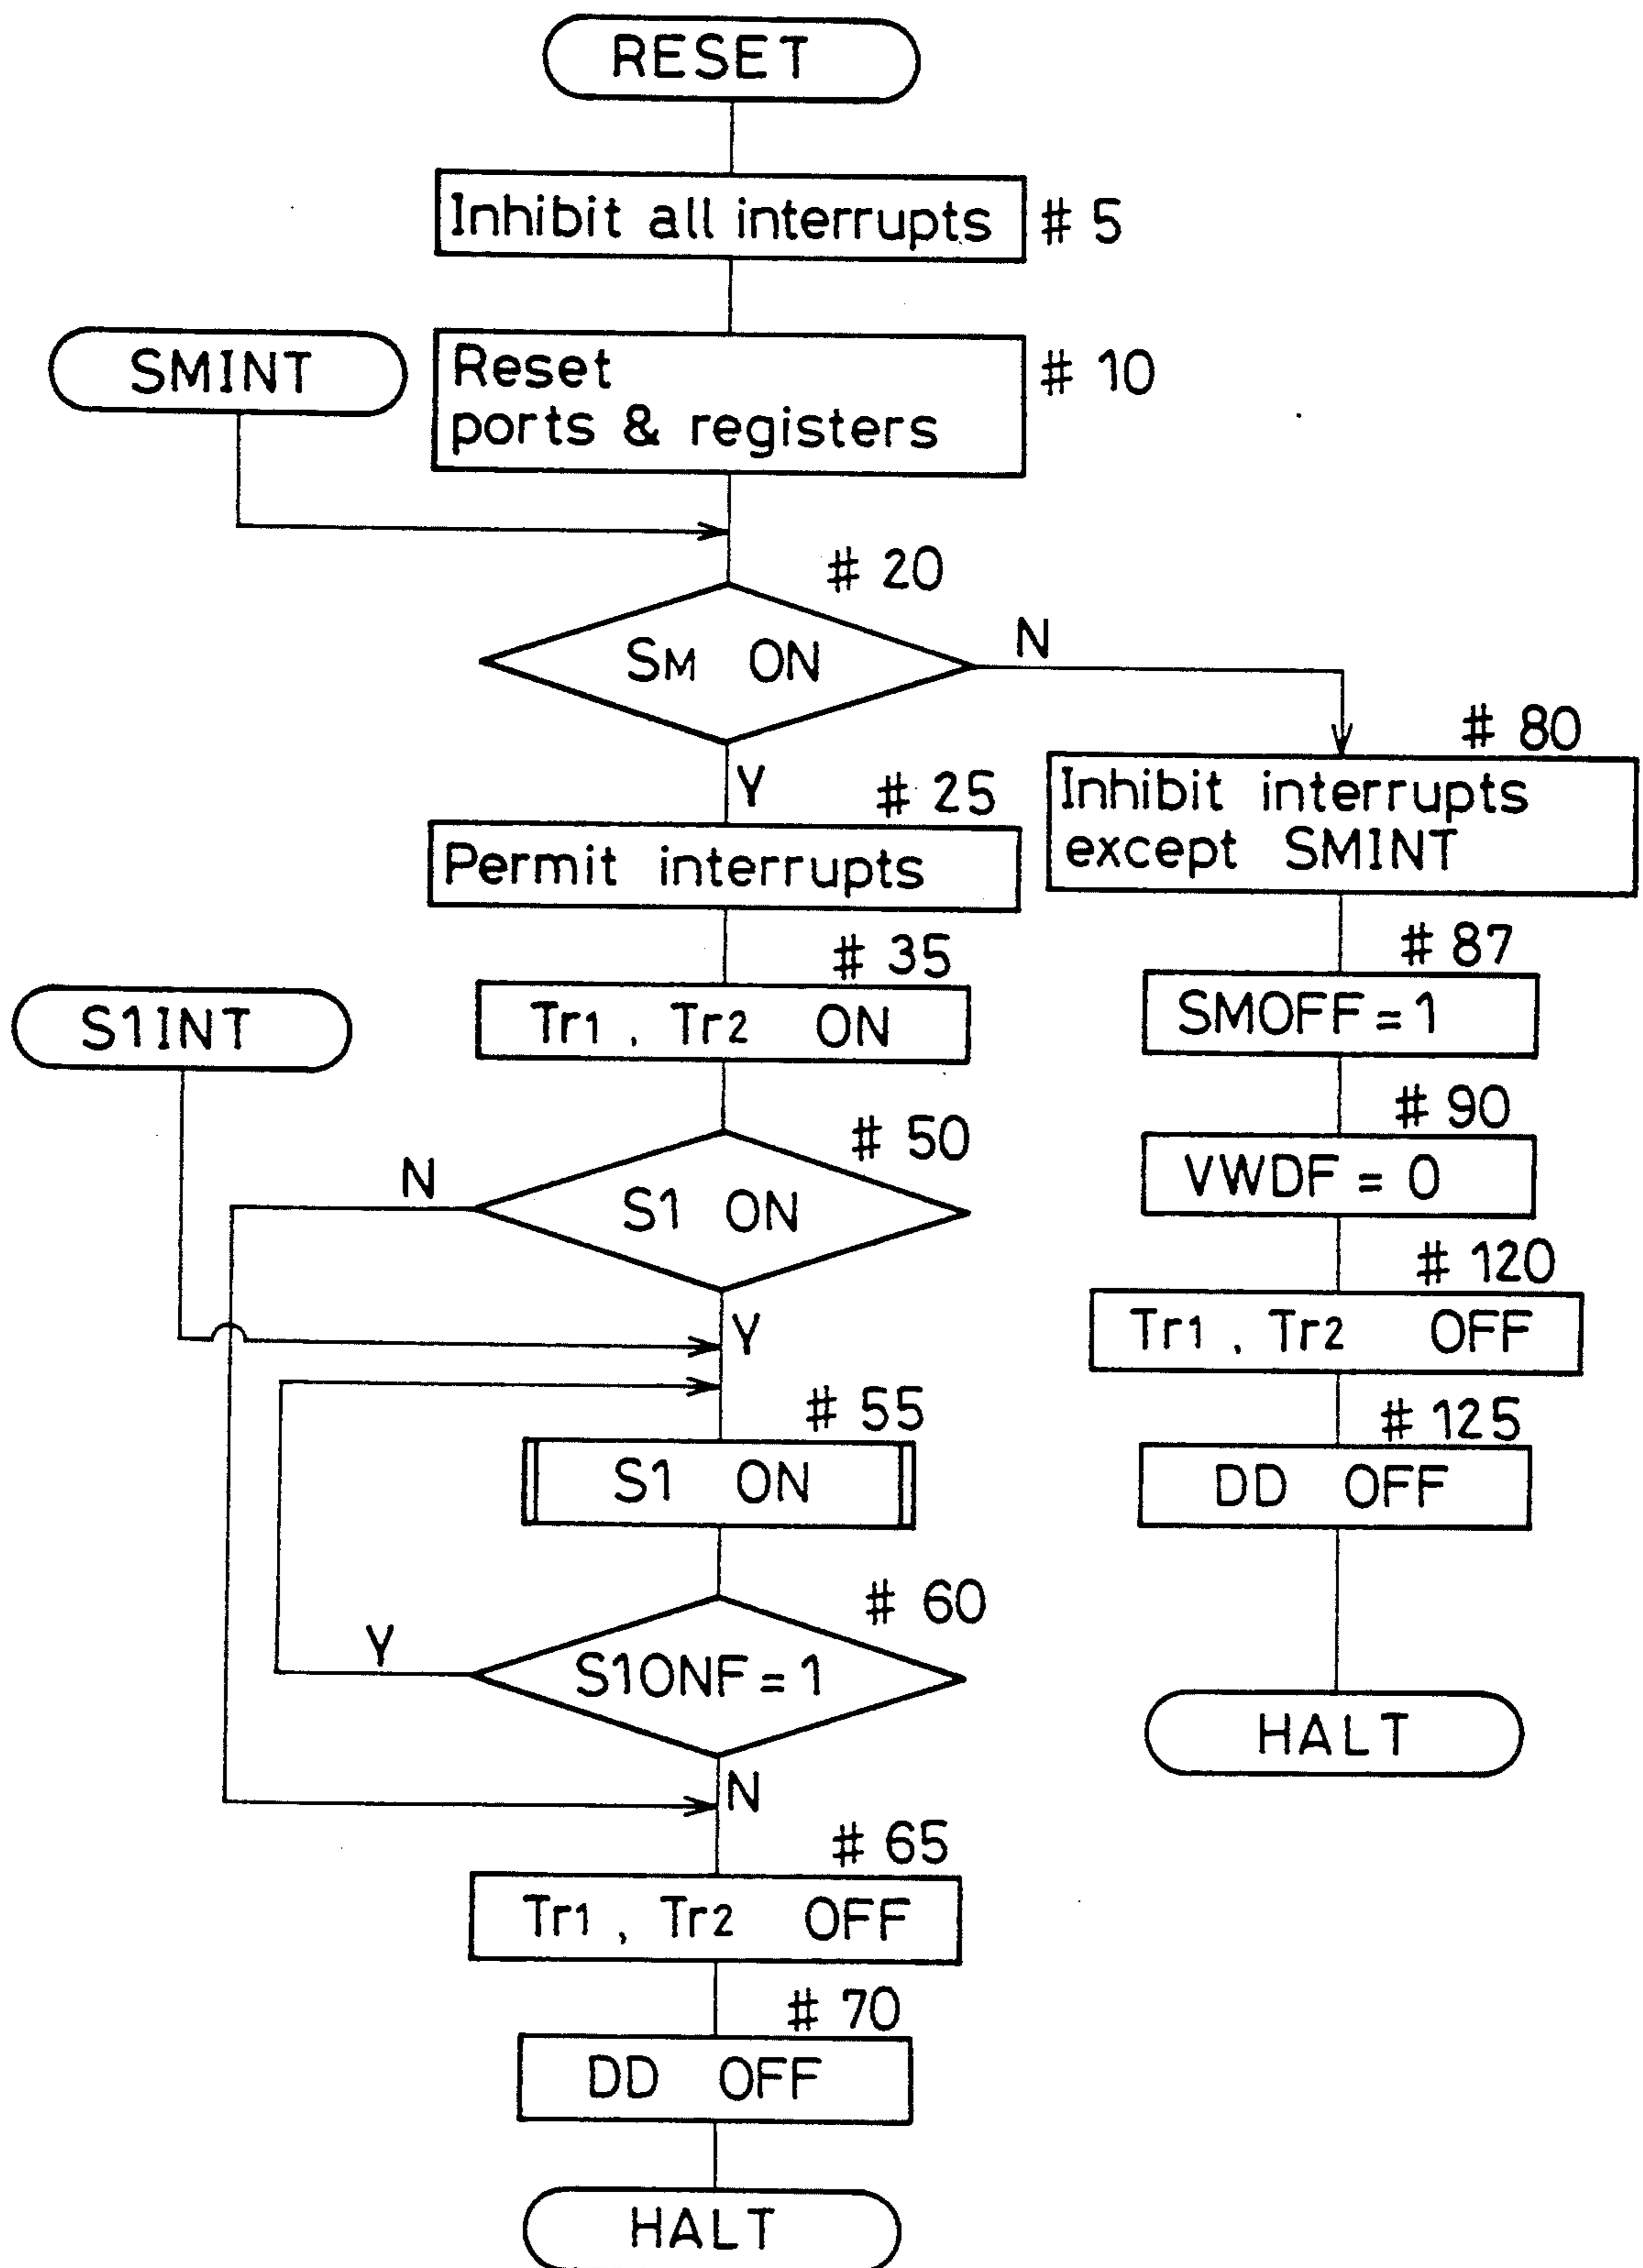 RESET
Inhibit all interrupts
# 5
SMINT
Reset
ports & registers
# 10
# 20
SM ON
N
Y
# 80
Inhibit interrupts
except SMINT
# 25
Permit interrupts
# 35
Tr1, Tr2 ON
# 87
SMOFF = 1
S1INT
# 50
S1 ON
N
Y
# 90
VWDF = 0
# 120
Tr1, Tr2 OFF
# 55
S1 ON
# 125
DD OFF
# 60
S1ONF = 1
Y
N
HALT
# 65
Tr1, Tr2 OFF
# 70
DD OFF
HALT